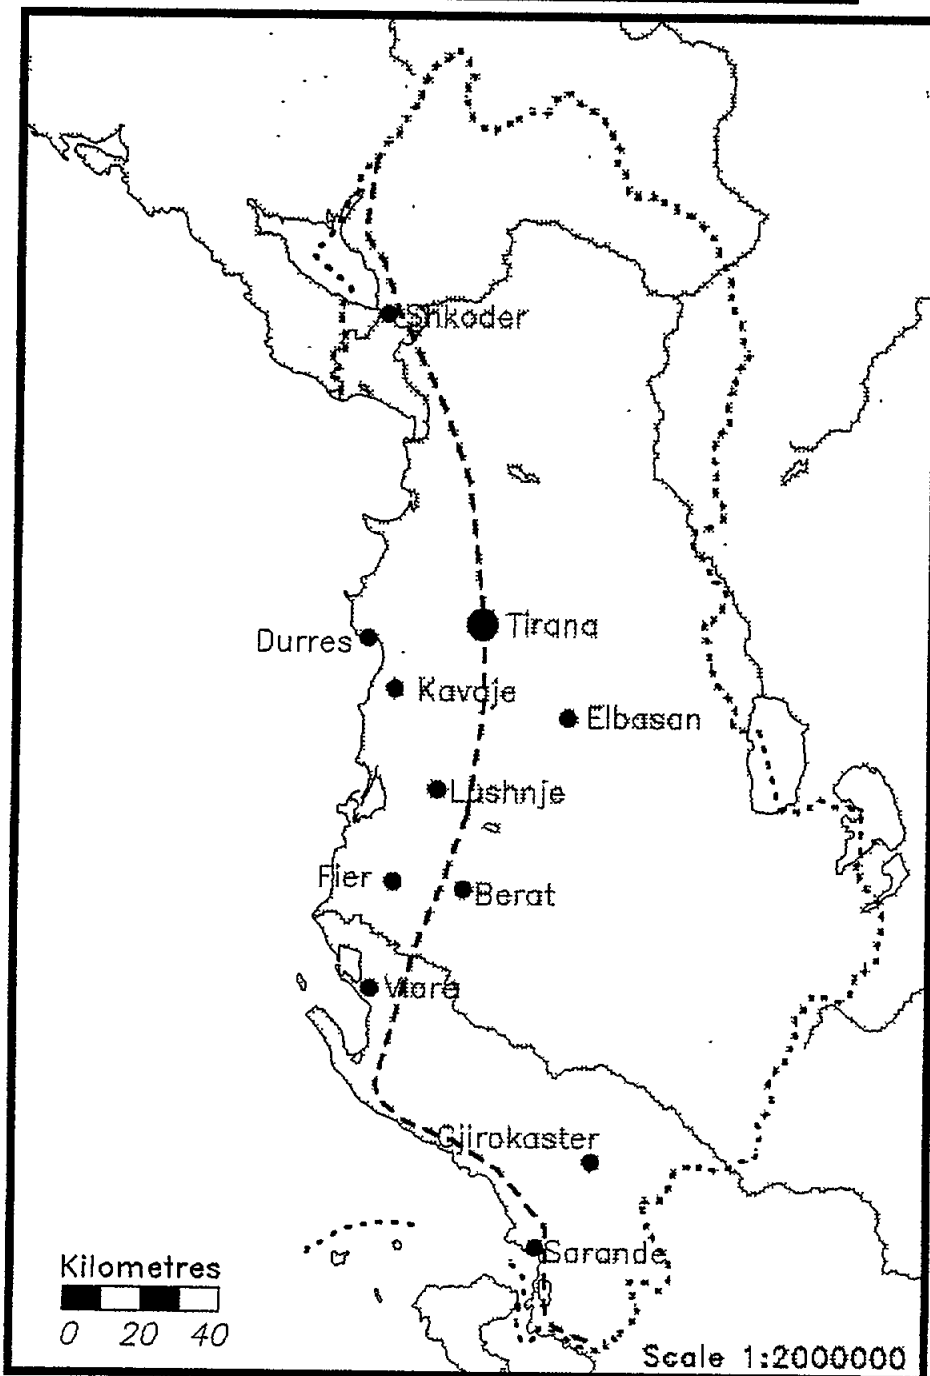 Shkoder
Tirana
Durres
Kavaje
Elbasan
Lushnje
Fier
Berat
Vlore
Gjirokaster
Sarande
Kilometres
0 20 40
Scale 1:2000000